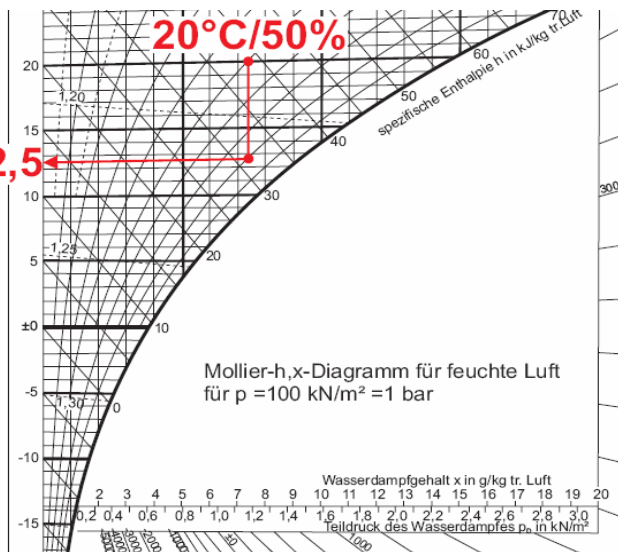 70
20°C/50%
60
spezifische Enthalpie h in kJ/kg tr.Luft
20
1,20
50
15
40
2,5
300
10
30
1,25
20
5
±0
10
Mollier-h,x-Diagramm für feuchte Luft
für p =100 kN/m² =1 bar
-5
1,30
0
-10
Wasserdampfgehalt x in g/kg tr. Luft
2 3 4 5 6 7 8 9 10 11 12 13 14 15 16 17 18 19 20
0,2 0,4 0,6 0,8 1,0 1,2 1,4 1,6 1,8 2,0 2,2 2,4 2,6 2,8 3,0
-15
Teildruck des Wasserdampfes p_D in kN/m²
±0
1000